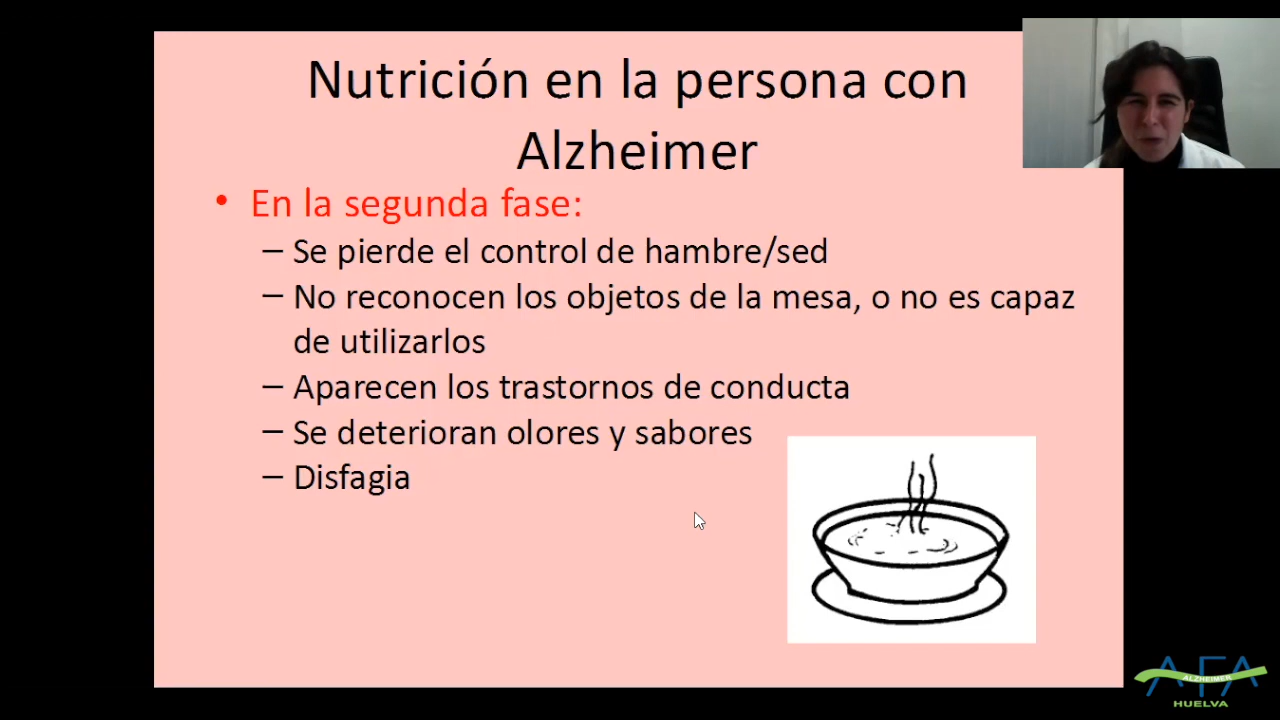 Nutrición en la persona con
Alzheimer
• En la segunda fase:
– Se pierde el control de hambre/sed
– No reconocen los objetos de la mesa, o no es capaz
de utilizarlos
– Aparecen los trastornos de conducta
– Se deterioran olores y sabores
– Disfagia
AFA
ALZHEIMER
HUELVA